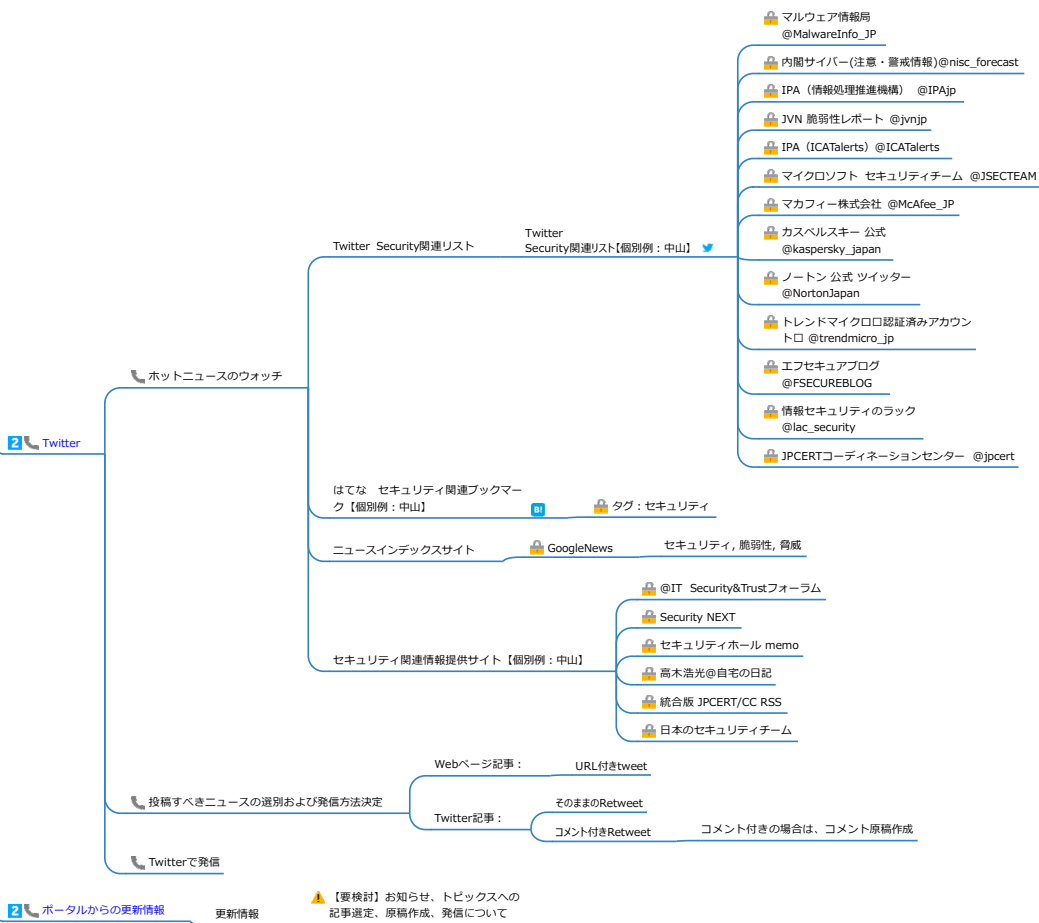 2 Twitter
ホットニュースのウォッチ
Twitter Security関連リスト
Twitter
Security関連リスト【個別例：中山】
マルウェア情報局
@MalwareInfo_JP
内閣サイバー(注意・警戒情報)@nisc_forecast
IPA（情報処理推進機構） @IPAjp
JVN 脆弱性レポート @jvnjp
IPA（ICATalerts）@ICATalerts
マイクロソフト セキュリティチーム @JSECTEAM
マカフィー株式会社 @McAfee_JP
カスペルスキー 公式
@kaspersky_japan
ノートン 公式 ツイッター
@NortonJapan
トレンドマイクロ口認証済みアカウン
ト口 @trendmicro_jp
エフセキュアブログ
@FSECUREBLOG
情報セキュリティのラック
@lac_security
JPCERTコーディネーションセンター @jpcert
はてな　セキュリティ関連ブックマー
ク【個別例：中山】
B!
タグ：セキュリティ
ニュースインデックスサイト
GoogleNews
セキュリティ, 脆弱性, 脅威
セキュリティ関連情報提供サイト【個別例：中山】
@IT Security&Trustフォーラム
Security NEXT
セキュリティホール memo
高木浩光@自宅の日記
統合版 JPCERT/CC RSS
日本のセキュリティチーム
投稿すべきニュースの選別および発信方法決定
Webページ記事：
URL付きtweet
Twitter記事：
そのままのRetweet
コメント付きRetweet
コメント付きの場合は、コメント原稿作成
Twitterで発信
2 ポータルからの更新情報
更新情報
【要検討】お知らせ、トピックスへの
記事選定、原稿作成、発信について